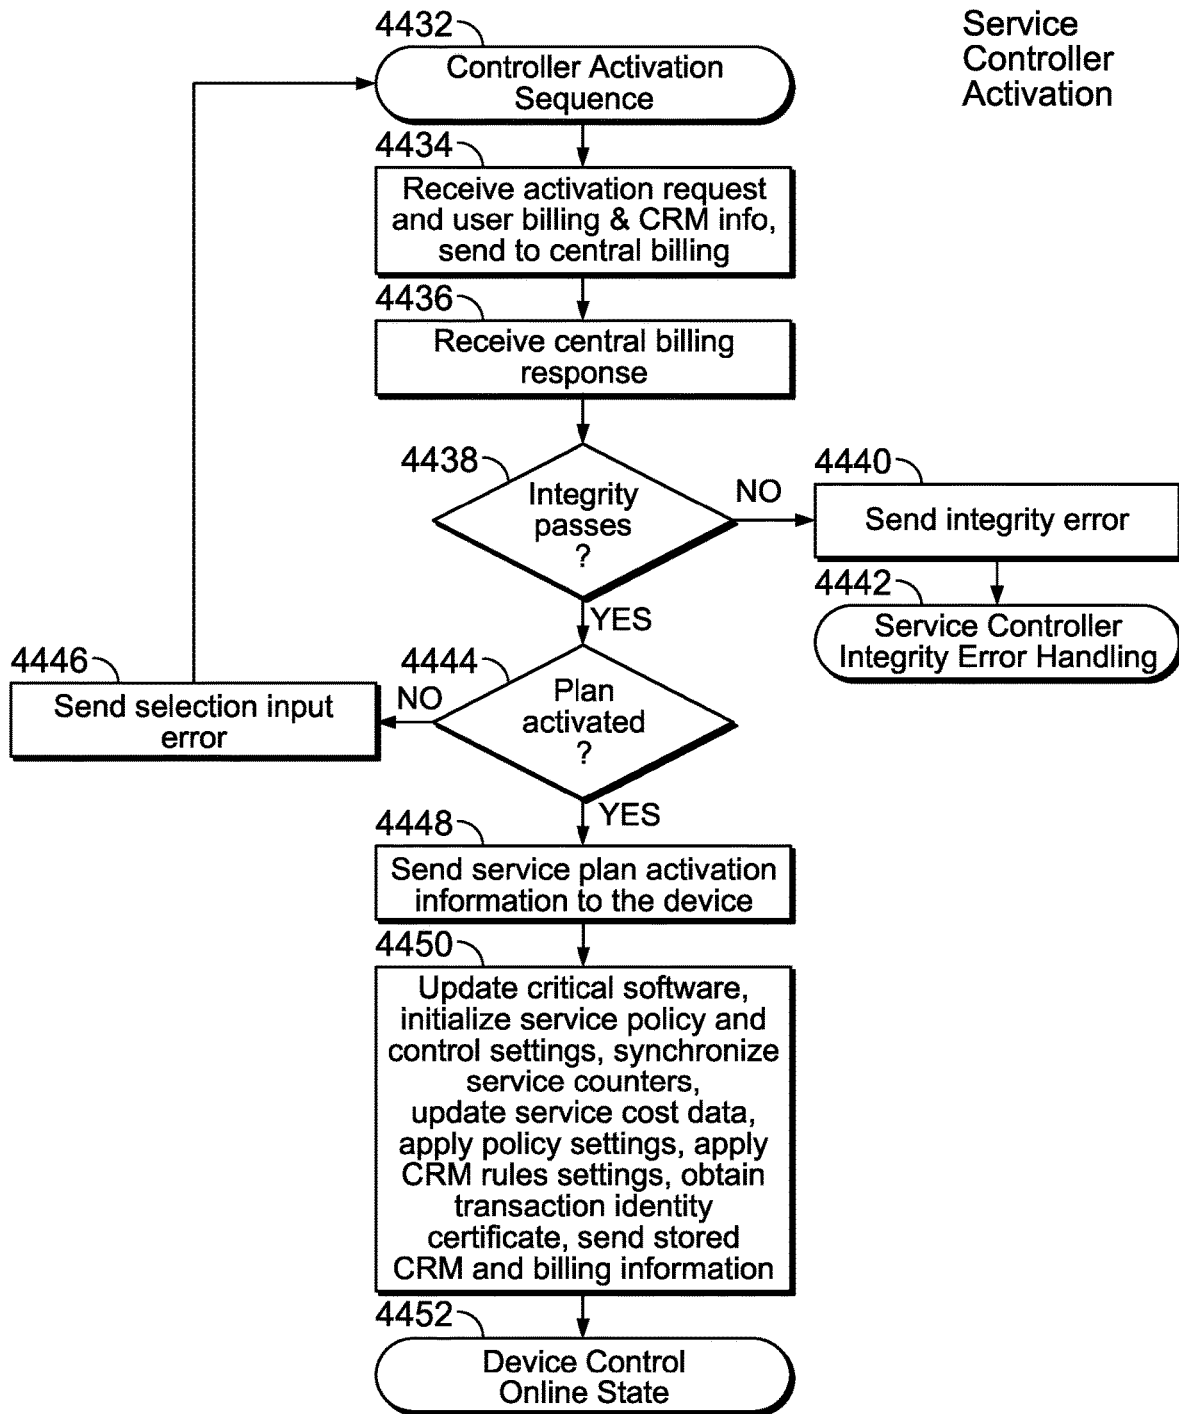 Service
Controller
Activation
4432
Controller Activation
Sequence
4434
Receive activation request
and user billing & CRM info,
send to central billing
4436
Receive central billing
response
4438
Integrity
passes
?
NO
4440
Send integrity error
4442
Service Controller
Integrity Error Handling
YES
4444
Plan
activated
?
NO
4446
Send selection input
error
YES
4448
Send service plan activation
information to the device
4450
Update critical software,
initialize service policy and
control settings, synchronize
service counters,
update service cost data,
apply policy settings, apply
CRM rules settings, obtain
transaction identity
certificate, send stored
CRM and billing information
4452
Device Control
Online State